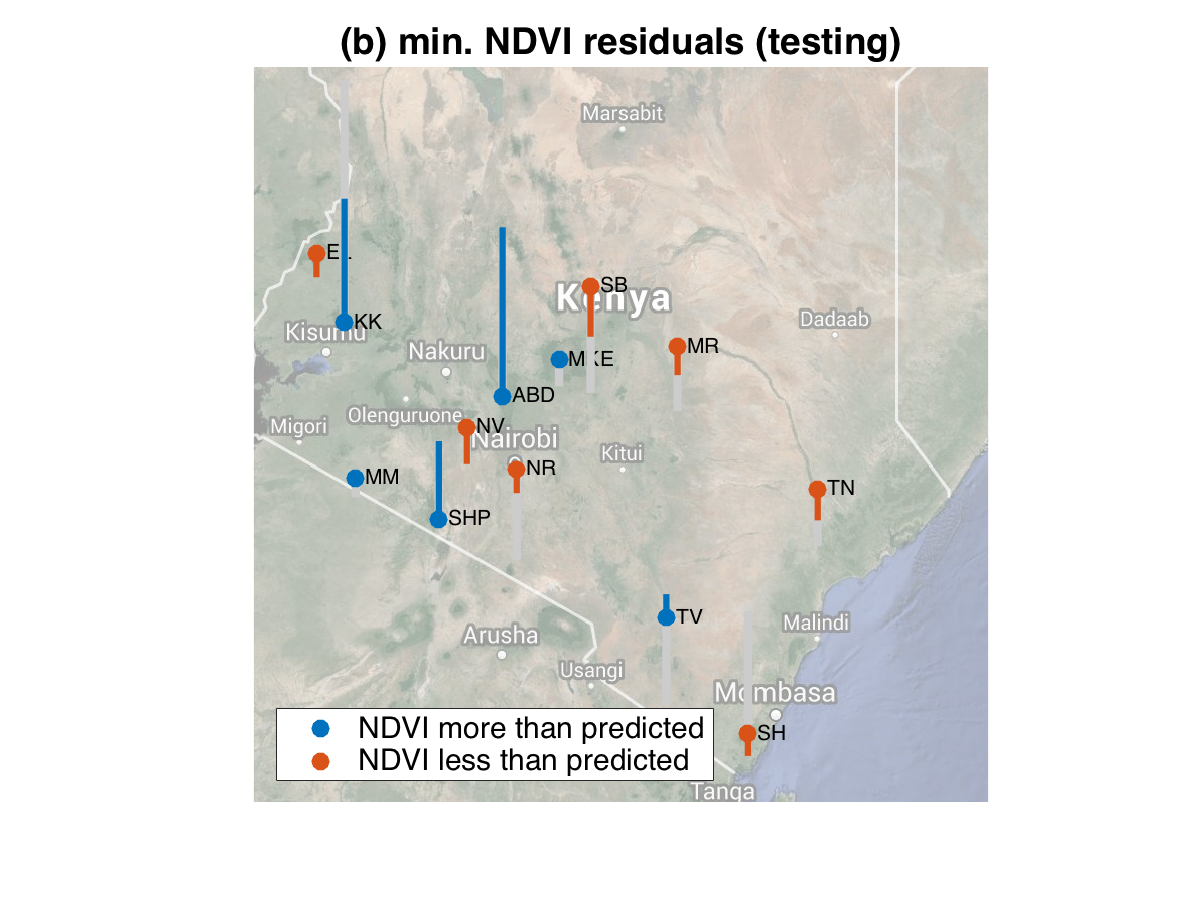 (b) min. NDVI residuals (testing)
Marsabit
SB
Kenya
KK
Kisumu
Dadaab
MR
Nakuru
MKE
ABD
Olenguruone
Migori
NV
Nairobi
Kitui
NR
MM
TN
SHP
TV
Malindi
Arusha
Usangi
Mombasa
NDVI more than predicted
SH
NDVI less than predicted
Tanga